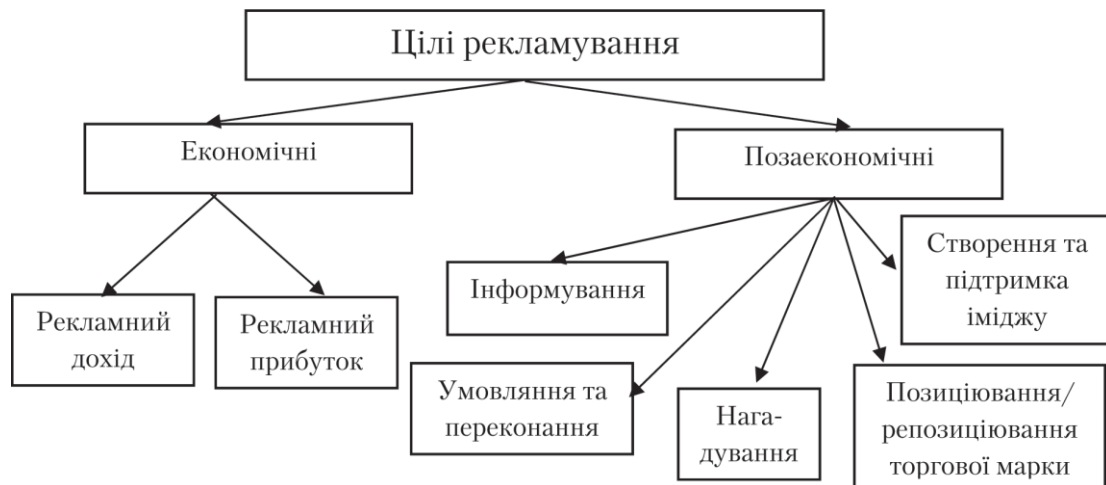 Цілі рекламування
Економічні
Позаекономічні
Рекламний
дохід
Рекламний
прибуток
Інформування
Умовляння та
переконання
Нага-
дування
Створення та
підтримка
іміджу
Позиціювання/
репозиціювання
торгової марки